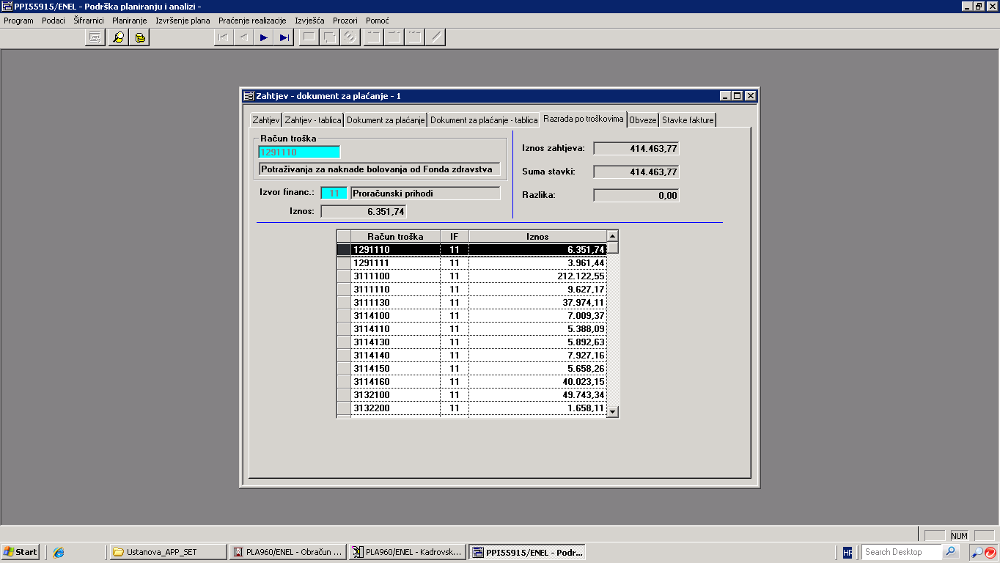 PPI55915/ENEL - Podrška planiranju i analizi -
Program Podaci Šifrarnici Planiranje Izvršenje plana Praćenje realizacije Izvješća Prozori Pomoć
Zahtjev - dokument za plaćanje - 1
Zahtjev Zahtjev - tablica Dokument za plaćanje Dokument za plaćanje - tablica Razrada po troškovima Obveze Stavke fakture
Račun troška
1291110
Potraživanja za naknade bolovanja od Fonda zdravstva
Izvor financ.: 11 Proračunski prihodi
Iznos: 6.351,74
Iznos zahtjeva: 414.463,77
Suma stavki: 414.463,77
Razlika: 0,00
Račun troška IF Iznos
1291110 11 6.351,74
1291111 11 3.961,44
3111100 11 212.122,55
3111110 11 9.627,17
3111130 11 37.974,11
3114100 11 7.009,37
3114110 11 5.388,09
3114130 11 5.892,63
3114140 11 7.927,16
3114150 11 5.658,26
3114160 11 40.023,15
3132100 11 49.743,34
3132200 11 1.658,11
NUM
Start Ustanova_APP_SET PLA960/ENEL - Obračun ... PLA960/ENEL - Kadrovsk... PPI55915/ENEL - Podr... HR Search Desktop